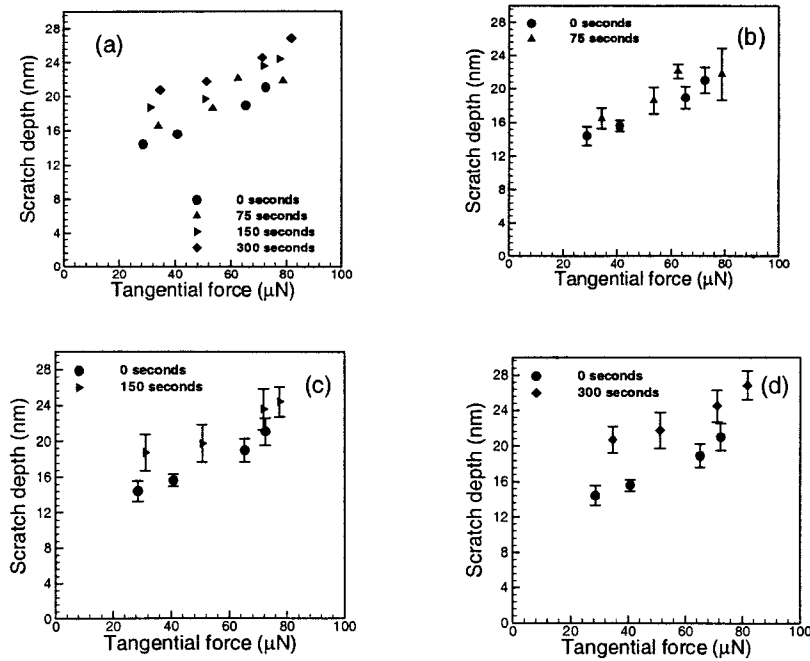 (a)
28
24
20
16
12
8
4
0
Scratch depth (nm)
0 seconds
75 seconds
150 seconds
300 seconds
0 20 40 60 80 100
Tangential force (µN)
(b)
0 seconds
75 seconds
28
24
20
16
12
8
4
0
Scratch depth (nm)
0 20 40 60 80 100
Tangential force (µN)
(c)
0 seconds
150 seconds
28
24
20
16
12
8
4
0
Scratch depth (nm)
0 20 40 60 80 100
Tangential force (µN)
(d)
0 seconds
300 seconds
28
24
20
16
12
8
4
0
Scratch depth (nm)
0 20 40 60 80 100
Tangential force (µN)